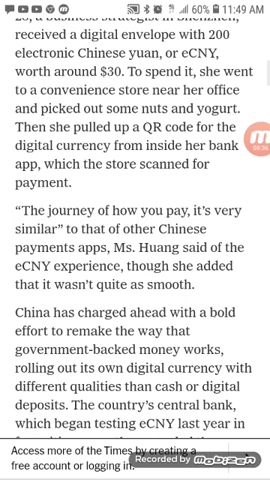 60% 11:49 AM
26, a business strategist in Shenzhen,
received a digital envelope with 200
electronic Chinese yuan, or eCNY,
worth around $30. To spend it, she went
to a convenience store near her office
and picked out some nuts and yogurt.
Then she pulled up a QR code for the
digital currency from inside her bank
app, which the store scanned for
payment.
“The journey of how you pay, it’s very
similar” to that of other Chinese
payments apps, Ms. Huang said of the
eCNY experience, though she added
that it wasn’t quite as smooth.
China has charged ahead with a bold
effort to remake the way that
government-backed money works,
rolling out its own digital currency with
different qualities than cash or digital
deposits. The country’s central bank,
which began testing eCNY last year in
Access more of the Times by creating a
free account or logging in.
Recorded by
mobizen